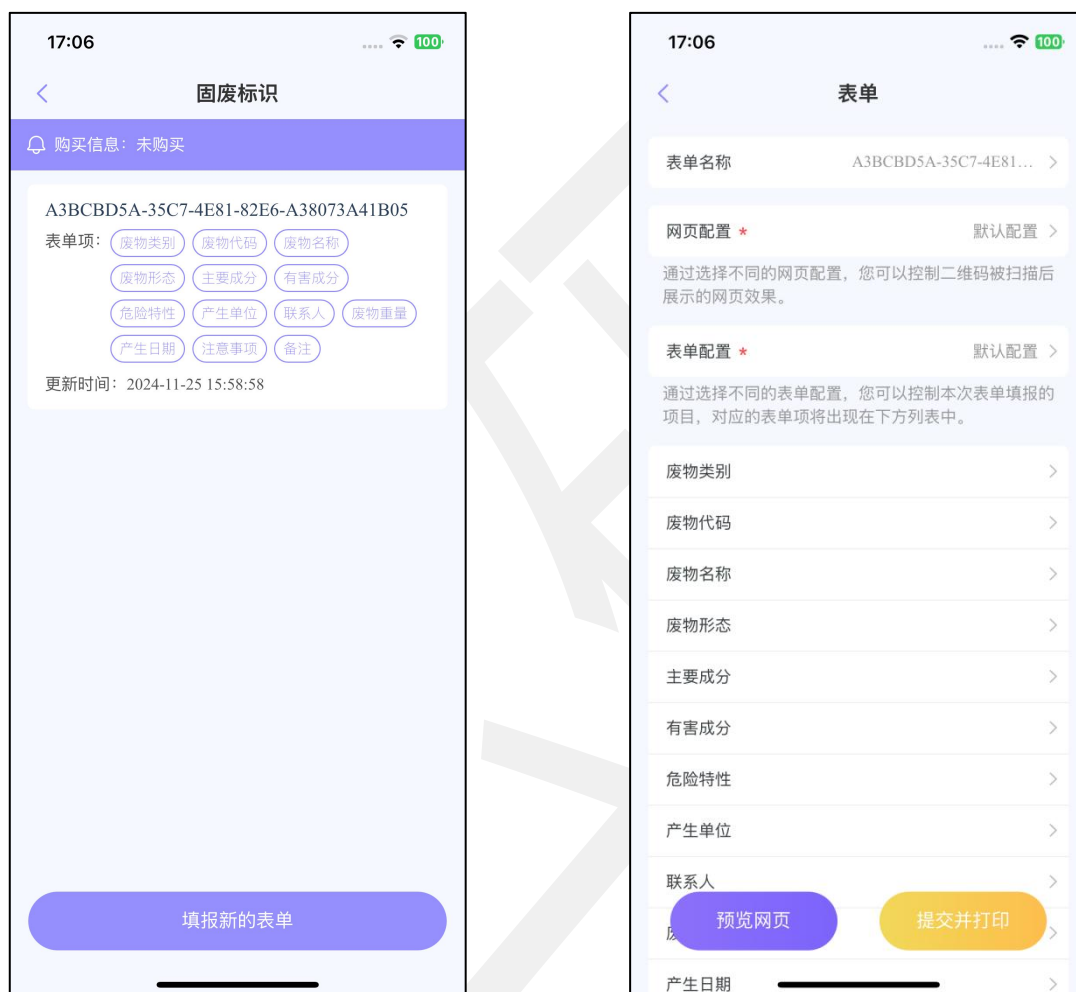 17:06
100
固废标识
购买信息：未购买
A3BCBD5A-35C7-4E81-82E6-A38073A41B05
表单项： 废物类别 废物代码 废物名称
废物形态 主要成分 有害成分
危险特性 产生单位 联系人 废物重量
产生日期 注意事项 备注
更新时间：2024-11-25 15:58:58
填报新的表单
17:06
100
表单
表单名称 A3BCBD5A-35C7-4E81...
网页配置 * 默认配置
通过选择不同的网页配置，您可以控制二维码被扫描后
展示的网页效果。
表单配置 * 默认配置
通过选择不同的表单配置，您可以控制本次表单填报的
项目，对应的表单项将出现在下方列表中。
废物类别
废物代码
废物名称
废物形态
主要成分
有害成分
危险特性
产生单位
联系人
预览网页 提交并打印
产生日期